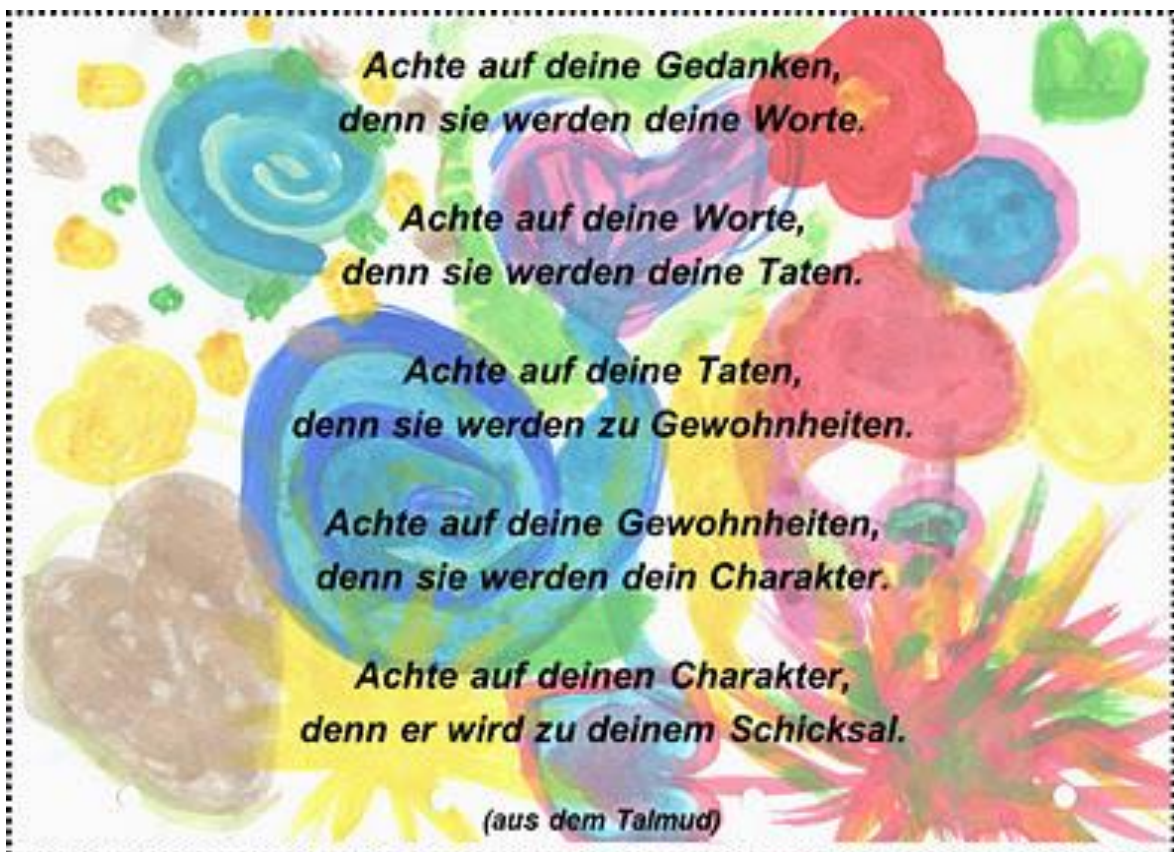 Achte auf deine Gedanken,
denn sie werden deine Worte.
Achte auf deine Worte,
denn sie werden deine Taten.
Achte auf deine Taten,
denn sie werden zu Gewohnheiten.
Achte auf deine Gewohnheiten,
denn sie werden dein Charakter.
Achte auf deinen Charakter,
denn er wird zu deinem Schicksal.
(aus dem Talmud)